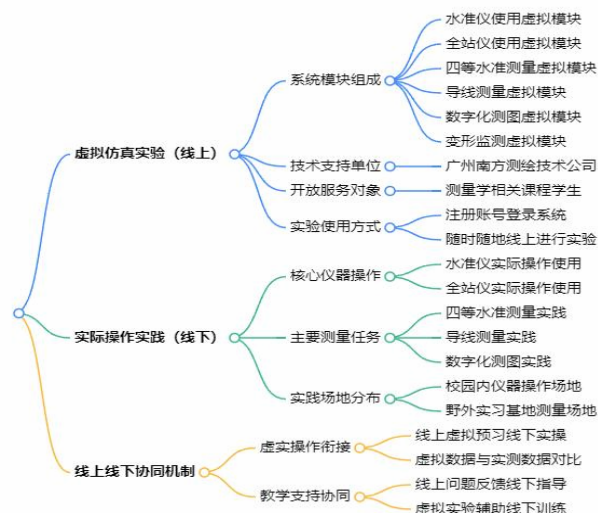 虚拟仿真实验（线上）
系统模块组成
水准仪使用虚拟模块
全站仪使用虚拟模块
四等水准测量虚拟模块
导线测量虚拟模块
数字化测图虚拟模块
变形监测虚拟模块
技术支持单位
广州南方测绘技术公司
开放服务对象
测量学相关课程学生
实验使用方式
注册账号登录系统
随时随地线上进行实验
实际操作实践（线下）
核心仪器操作
水准仪实际操作使用
全站仪实际操作使用
主要测量任务
四等水准测量实践
导线测量实践
数字化测图实践
实践场地分布
校园内仪器操作场地
野外实习基地测量场地
线上线下协同机制
虚实操作衔接
线上虚拟预习线下实操
虚拟数据与实测数据对比
教学支持协同
线上问题反馈线下指导
虚拟实验辅助线下训练